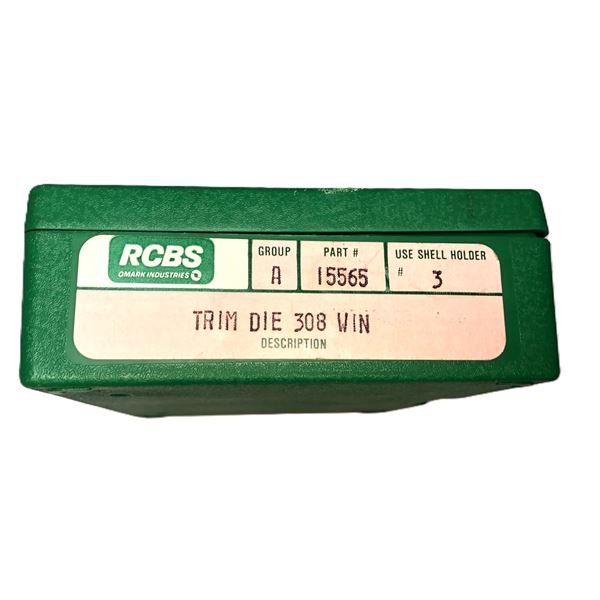 RCBS
OMARK INDUSTRIES
GROUP
A
PART #
15565
USE SHELL HOLDER
# 3
TRIM DIE 308 WIN
DESCRIPTION